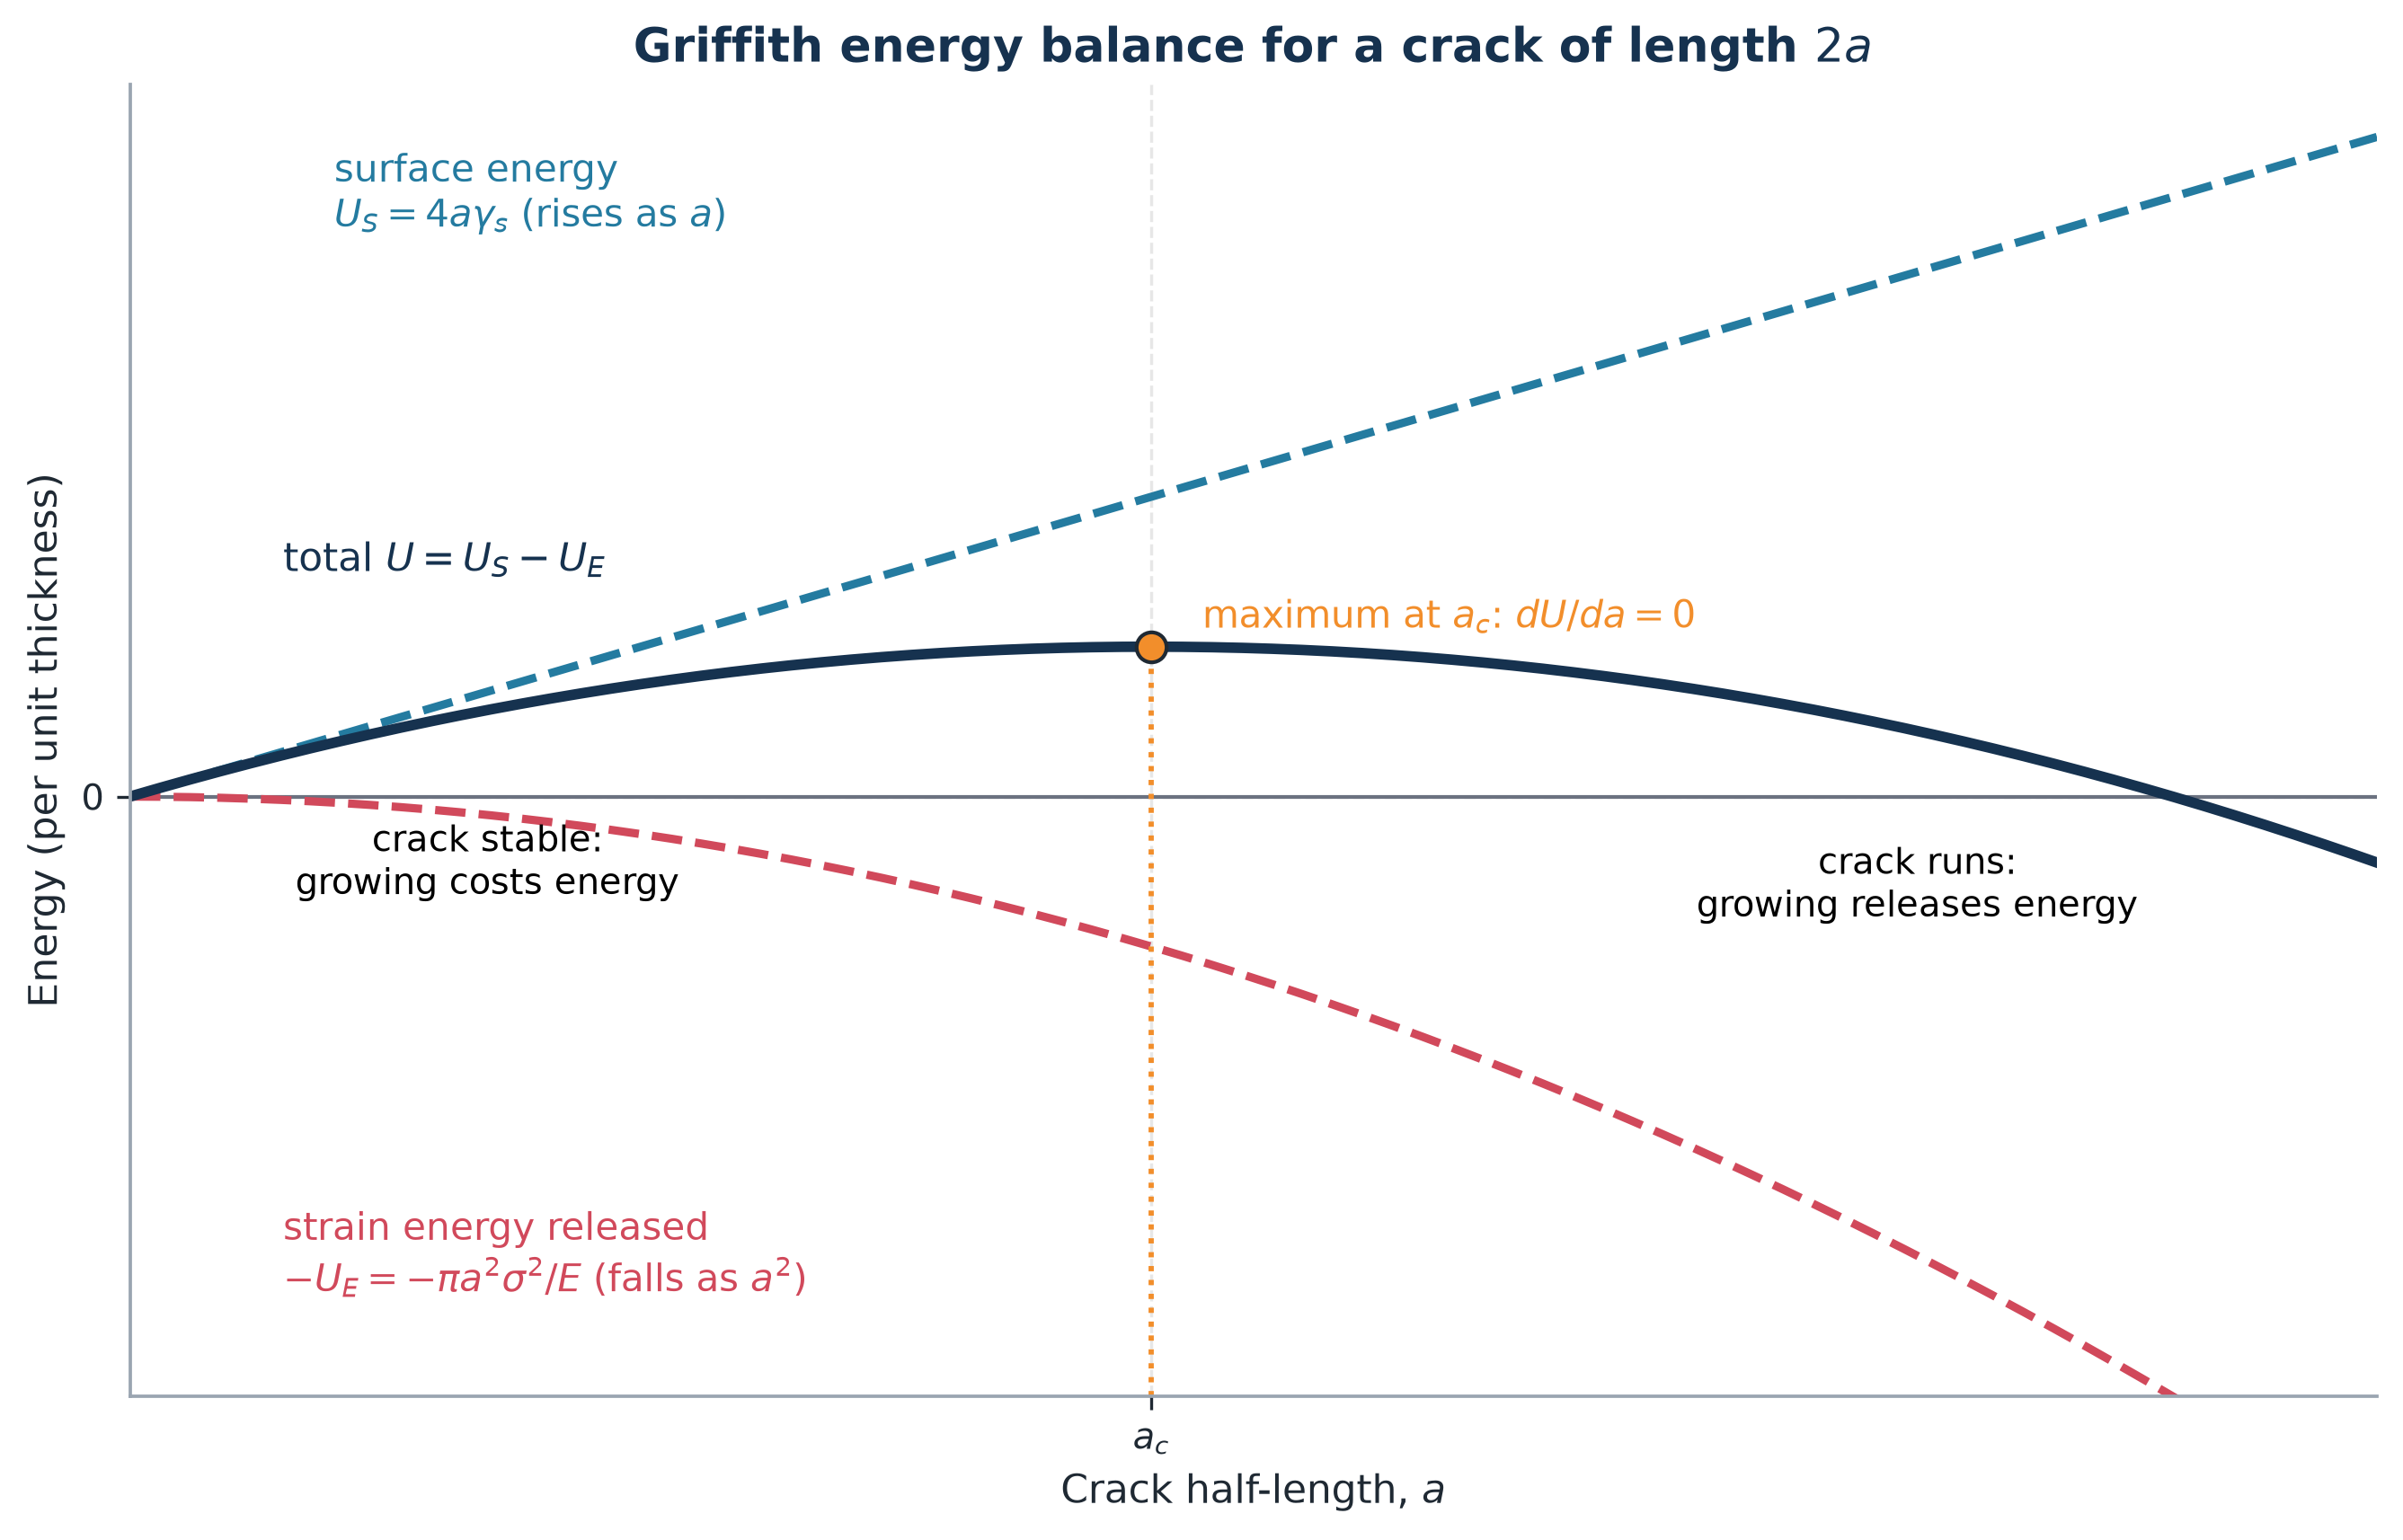 Griffith energy balance for a crack of length 2a
surface energy
U_S = 4aγ_s (rises as a)
total U = U_S − U_E
maximum at a_c: dU/da = 0
Energy (per unit thickness)
0
crack stable:
growing costs energy
crack runs:
growing releases energy
strain energy released
−U_E = −πa²σ²/E (falls as a²)
a_c
Crack half-length, a